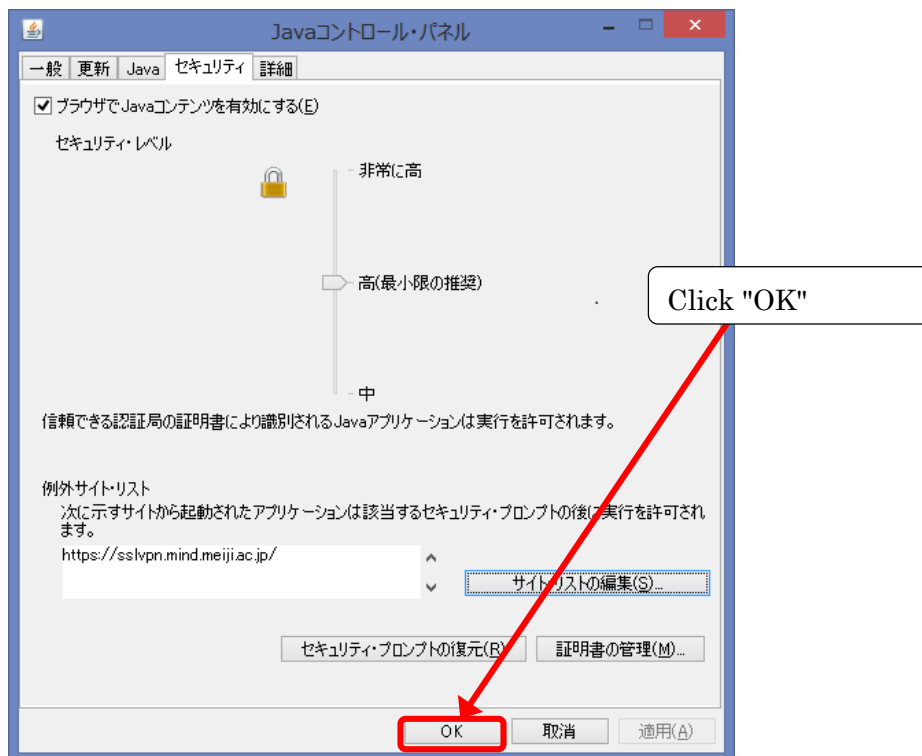 Javaコントロール・パネル
一般 更新 Java セキュリティ 詳細
ブラウザでJavaコンテンツを有効にする(E)
セキュリティ・レベル
非常に高
高(最小限の推奨)
Click "OK"
中
信頼できる認証局の証明書により識別されるJavaアプリケーションは実行を許可されます。
例外サイト・リスト
次に示すサイトから起動されたアプリケーションは該当するセキュリティ・プロンプトの後に実行を許可され
ます。
https://sslvpn.mind.meiji.ac.jp/
サイト・リストの編集(S)...
セキュリティ・プロンプトの復元(R) 証明書の管理(M)...
OK 取消 適用(A)